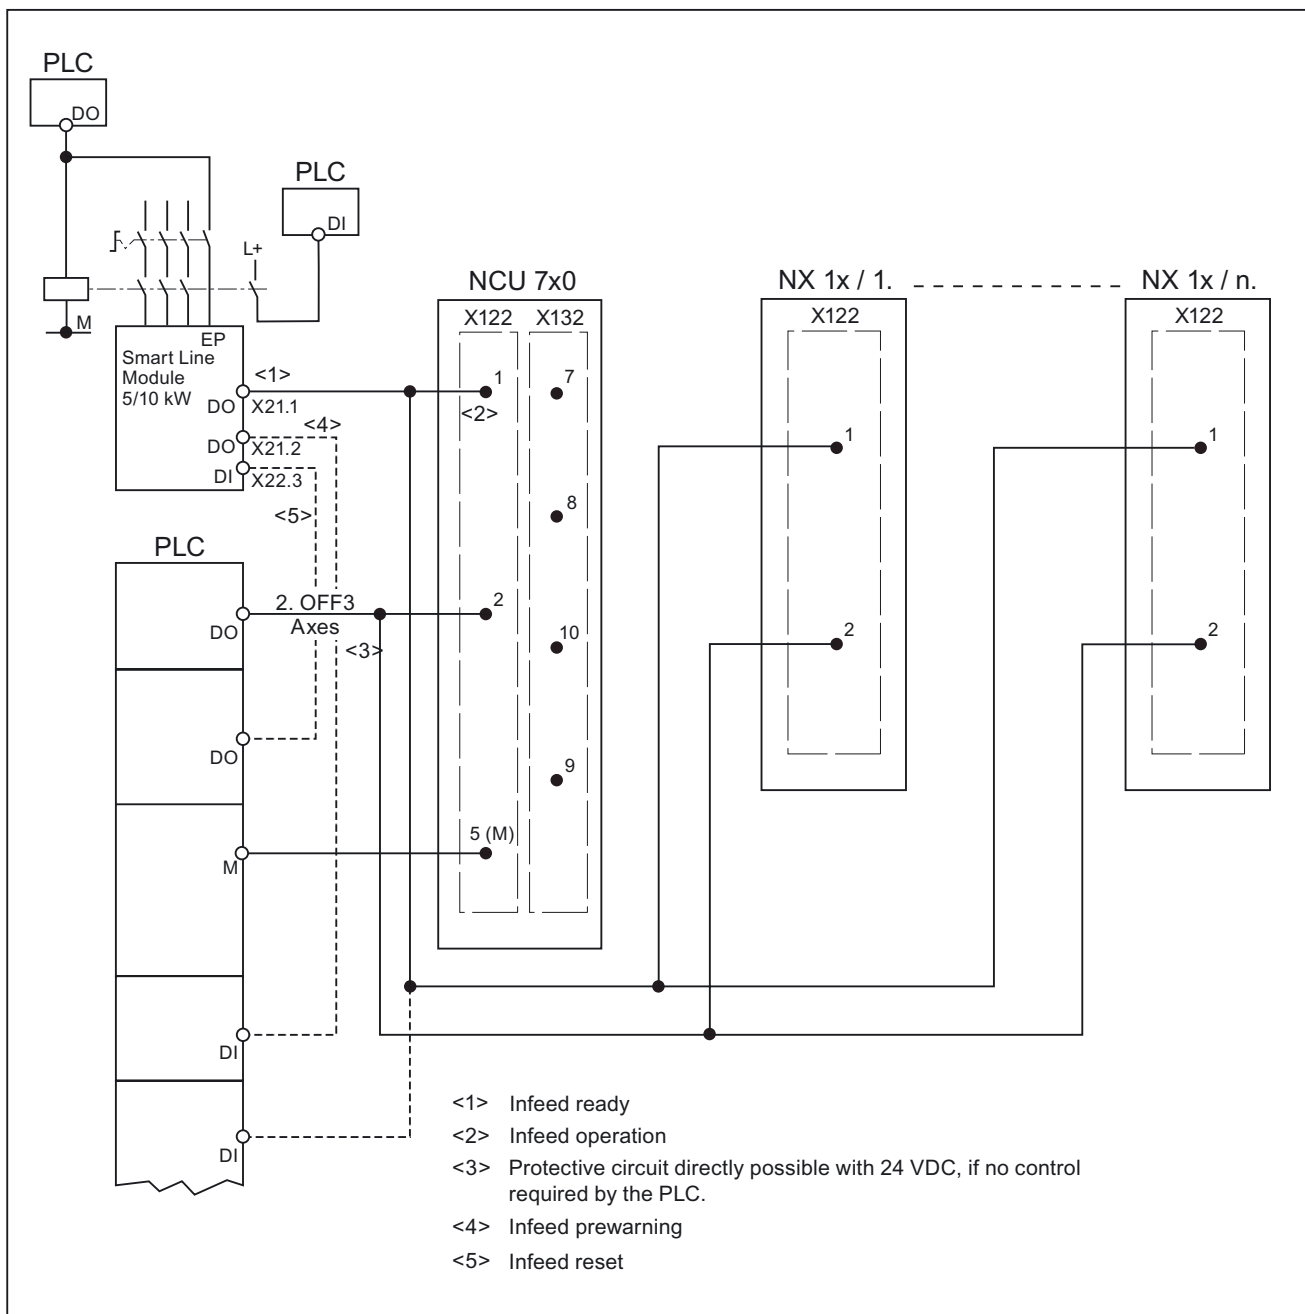 PLC
DO
PLC
DI
L+
M
NCU 7x0
NX 1x / 1.
NX 1x / n.
X122
X132
X122
X122
EP
Smart Line
Module
5/10 kW
<1>
DO
X21.1
<4>
DO
X21.2
DI
X22.3
<5>
1
<2>
7
8
2
10
9
5 (M)
1
2
1
2
PLC
DO
2. OFF3
Axes
<3>
DO
M
DI
DI
<1> Infeed ready
<2> Infeed operation
<3> Protective circuit directly possible with 24 VDC, if no control
required by the PLC.
<4> Infeed prewarning
<5> Infeed reset